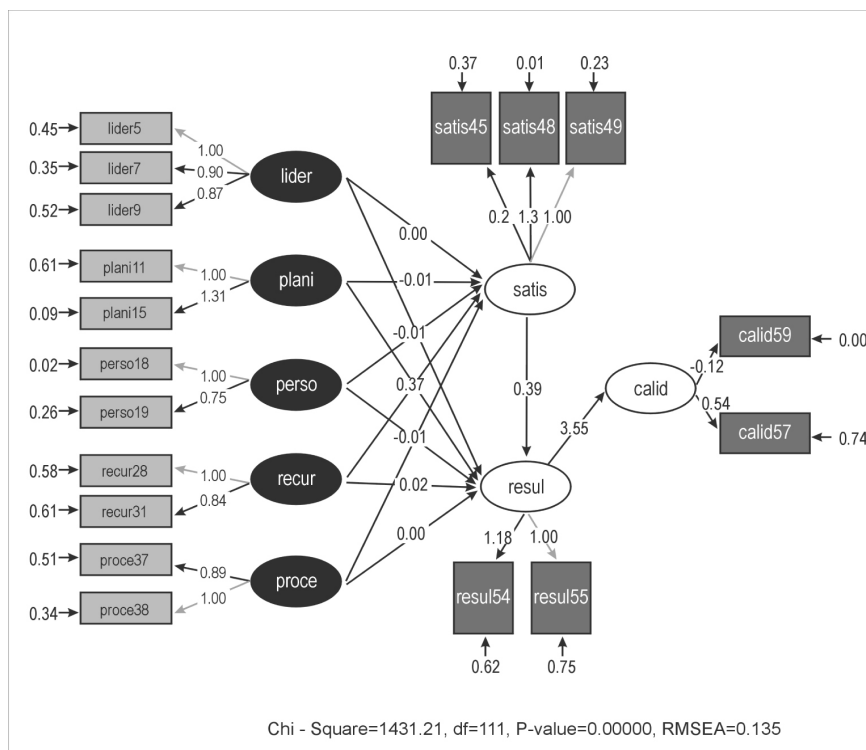 0.37 0.01 0.23
satis45 satis48 satis49
0.45 lider5
1.00
0.35 lider7
0.90
0.87
0.52 lider9
lider
0.2 1.3 1.00
0.00
0.61 plani11
1.00
1.31
0.09 plani15
plani
-0.01
satis
0.02 perso18
1.00
0.75
0.26 perso19
perso
-0.01
0.37
-0.01
0.39
calid59 0.00
-0.12
calid
0.54
calid57 0.74
3.55
0.58 recur28
1.00
0.84
0.61 recur31
recur
0.02
resul
0.51 proce37
0.89
1.00
0.34 proce38
proce
0.00
1.18 1.00
resul54 resul55
0.62 0.75
Chi - Square=1431.21, df=111, P-value=0.00000, RMSEA=0.135